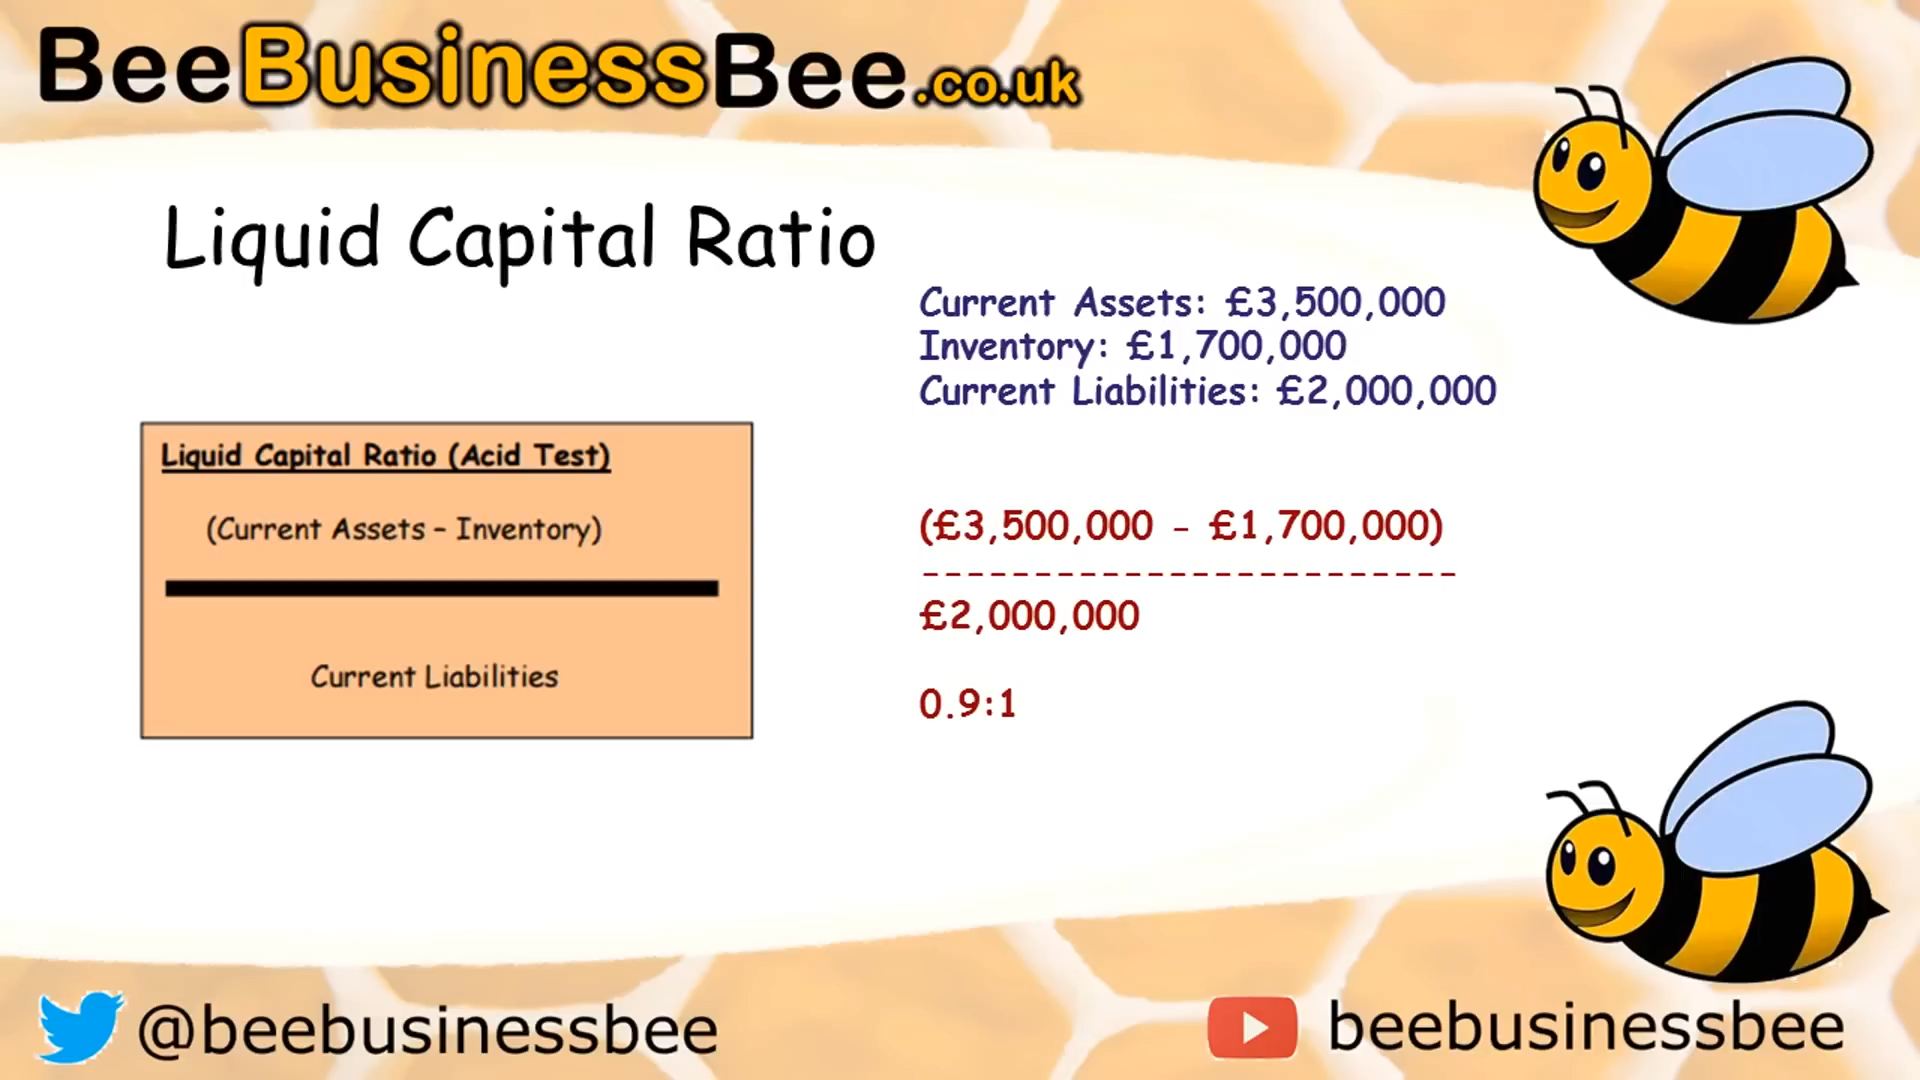 BeeBusinessBee.co.uk
Liquid Capital Ratio
Current Assets: £3,500,000
Inventory: £1,700,000
Current Liabilities: £2,000,000
Liquid Capital Ratio (Acid Test)
(Current Assets – Inventory)
Current Liabilities
(£3,500,000 - £1,700,000)
------------------------
£2,000,000
0.9:1
@beebusinessbee
beebusinessbee